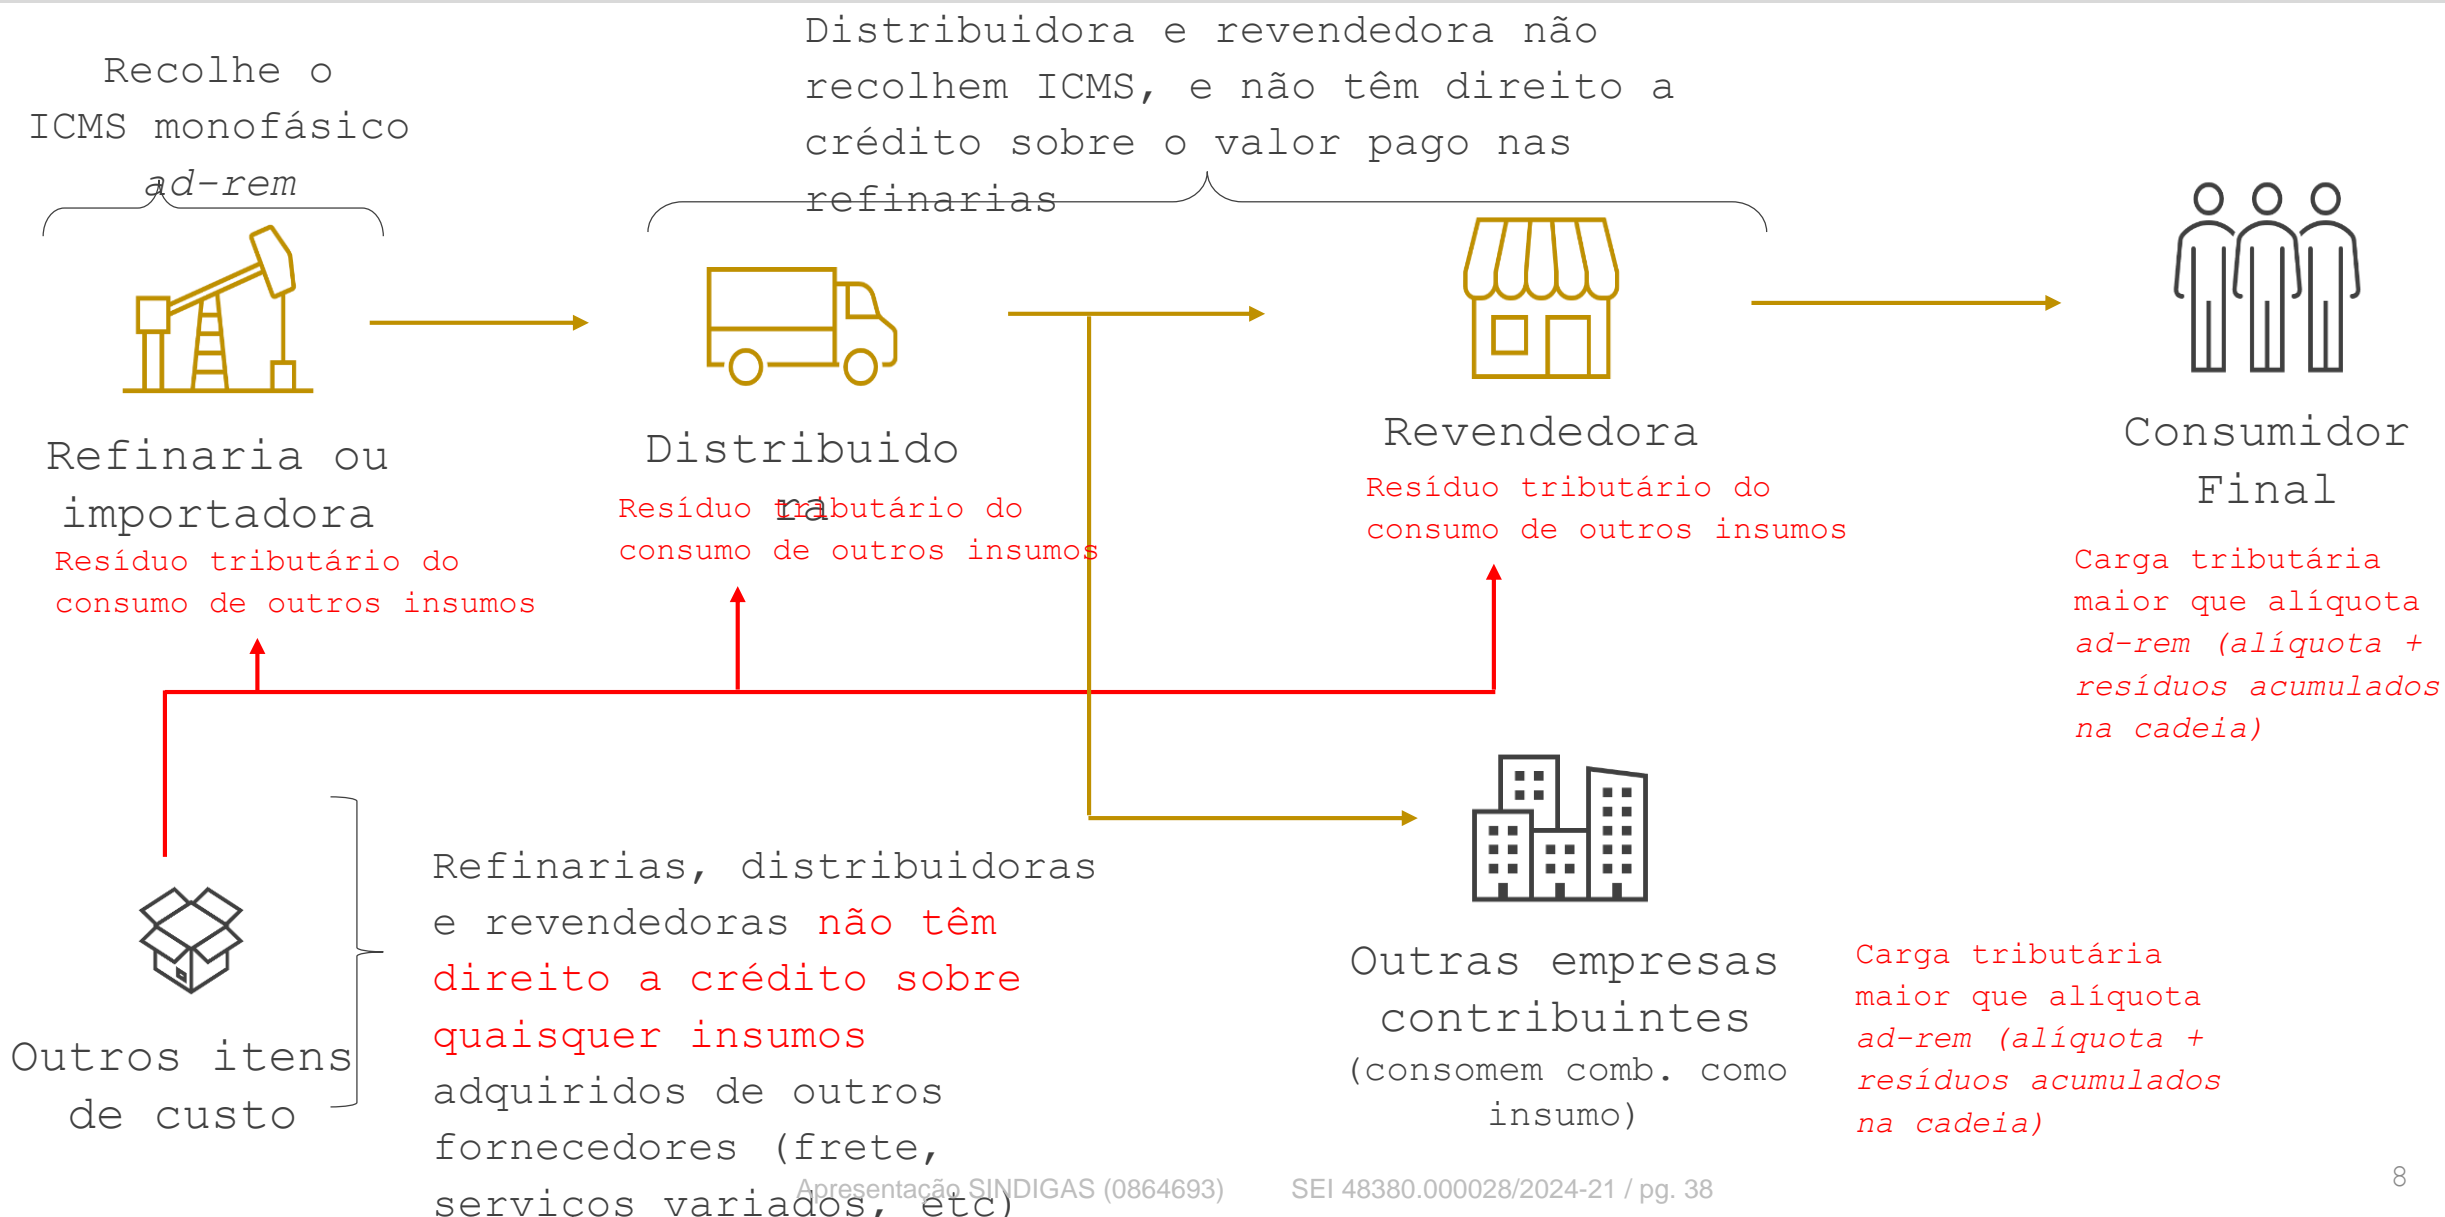 Recolhe o
ICMS monofásico
ad-rem
Distribuidora e revendedora não
recolhem ICMS, e não têm direito a
crédito sobre o valor pago nas
refinarias
Refinaria ou
importadora
Resíduo tributário do
consumo de outros insumos
Distribuido
ra
Resíduo tributário do
consumo de outros insumos
Revendedora
Resíduo tributário do
consumo de outros insumos
Consumidor
Final
Carga tributária
maior que alíquota
ad-rem (alíquota +
resíduos acumulados
na cadeia)
Outros itens
de custo
Refinarias, distribuidoras
e revendedoras não têm
direito a crédito sobre
quaisquer insumos
adquiridos de outros
fornecedores (frete,
servicos variados, etc)
Outras empresas
contribuintes
(consomem comb. como
insumo)
Carga tributária
maior que alíquota
ad-rem (alíquota +
resíduos acumulados
na cadeia)
Apresentação SINDIGAS (0864693) SEI 48380.000028/2024-21 / pg. 38
8